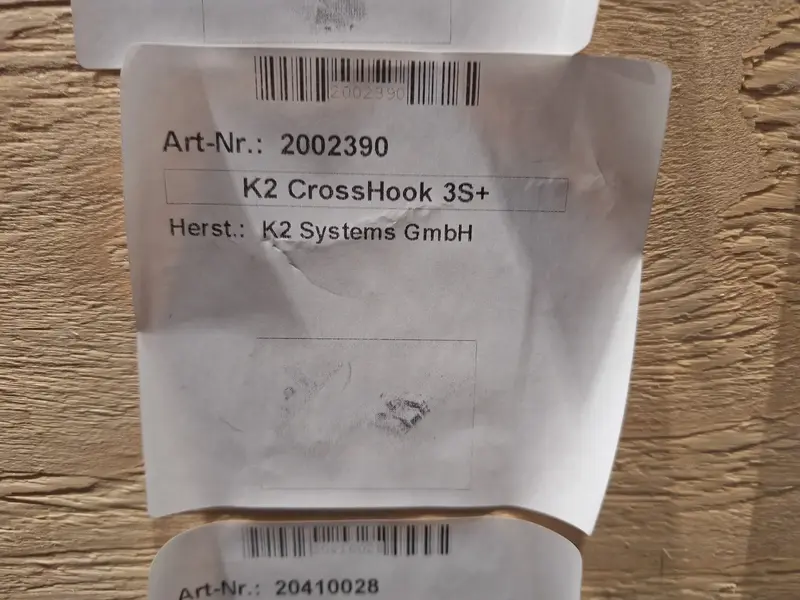 2002390
Art-Nr.: 2002390
K2 CrossHook 3S+
Herst.: K2 Systems GmbH
Art-Nr.: 20410028